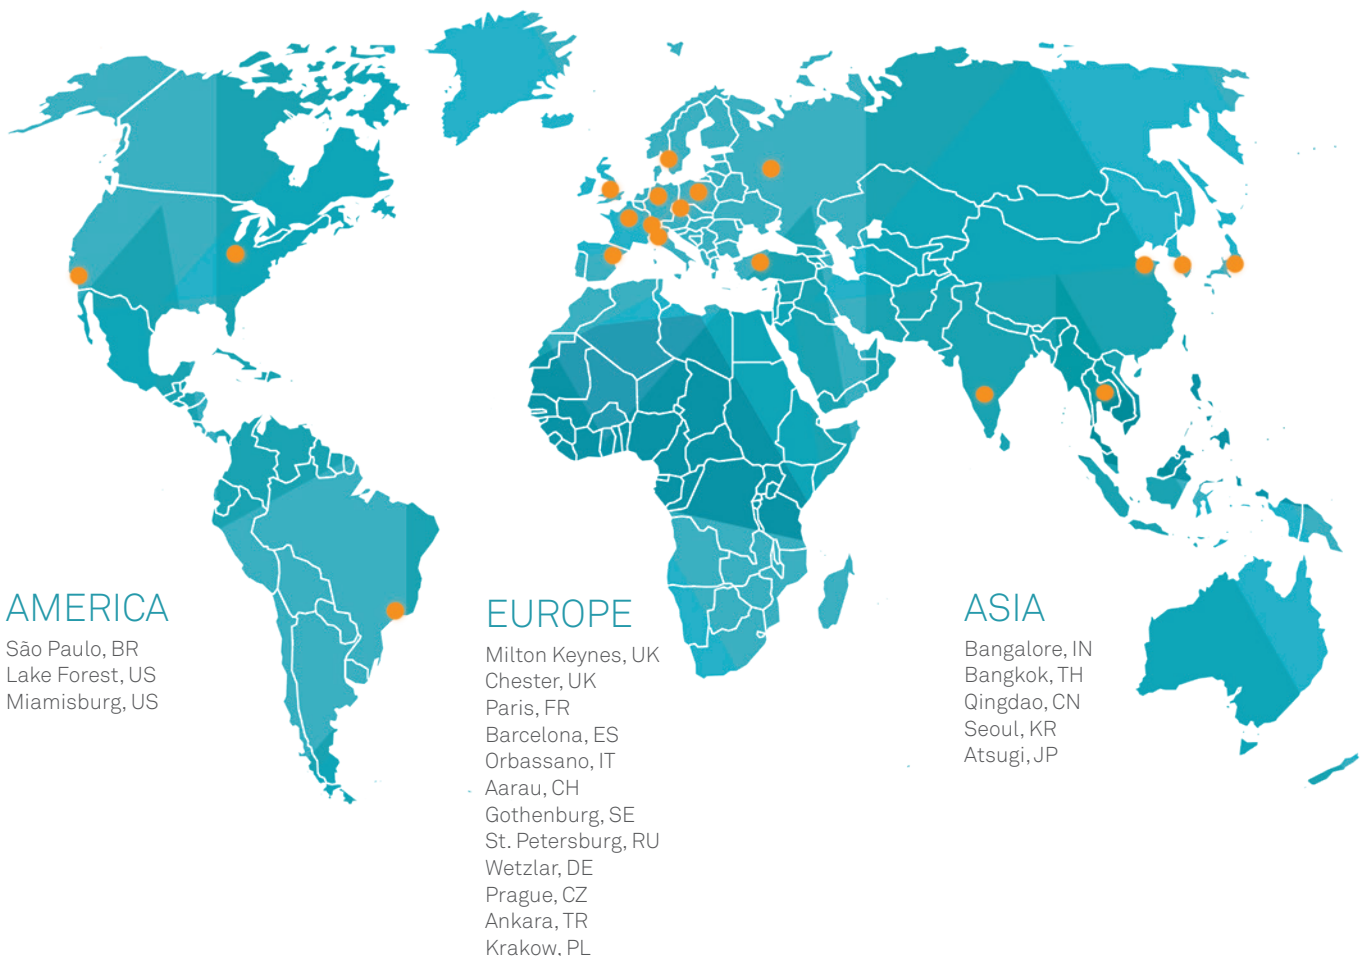 AMERICA
São Paulo, BR
Lake Forest, US
Miamisburg, US
EUROPE
Milton Keynes, UK
Chester, UK
Paris, FR
Barcelona, ES
Orbassano, IT
Aarau, CH
Gothenburg, SE
St. Petersburg, RU
Wetzlar, DE
Prague, CZ
Ankara, TR
Krakow, PL
ASIA
Bangalore, IN
Bangkok, TH
Qingdao, CN
Seoul, KR
Atsugi, JP